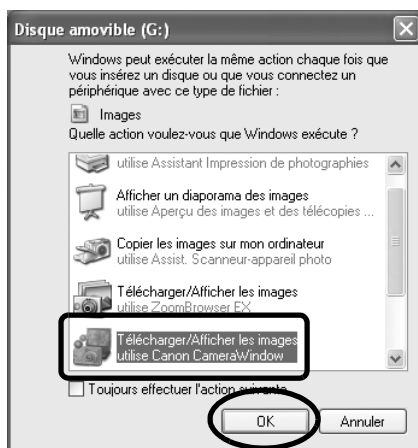 Disque amovible (G:)
Windows peut exécuter la même action chaque fois que
vous insérez un disque ou que vous connectez un
périphérique avec ce type de fichier :
Images
Quelle action voulez-vous que Windows exécute ?
utilise Assistant Impression de photographies
Afficher un diaporama des images
utilise Aperçu des images et des télécopies ...
Copier les images sur mon ordinateur
utilise Assist. Scanneur-appareil photo
Télécharger/Afficher les images
utilise ZoomBrowser EX
Télécharger/Afficher les images
utilise Canon CameraWindow
Toujours effectuer l'action suivante
OK
Annuler